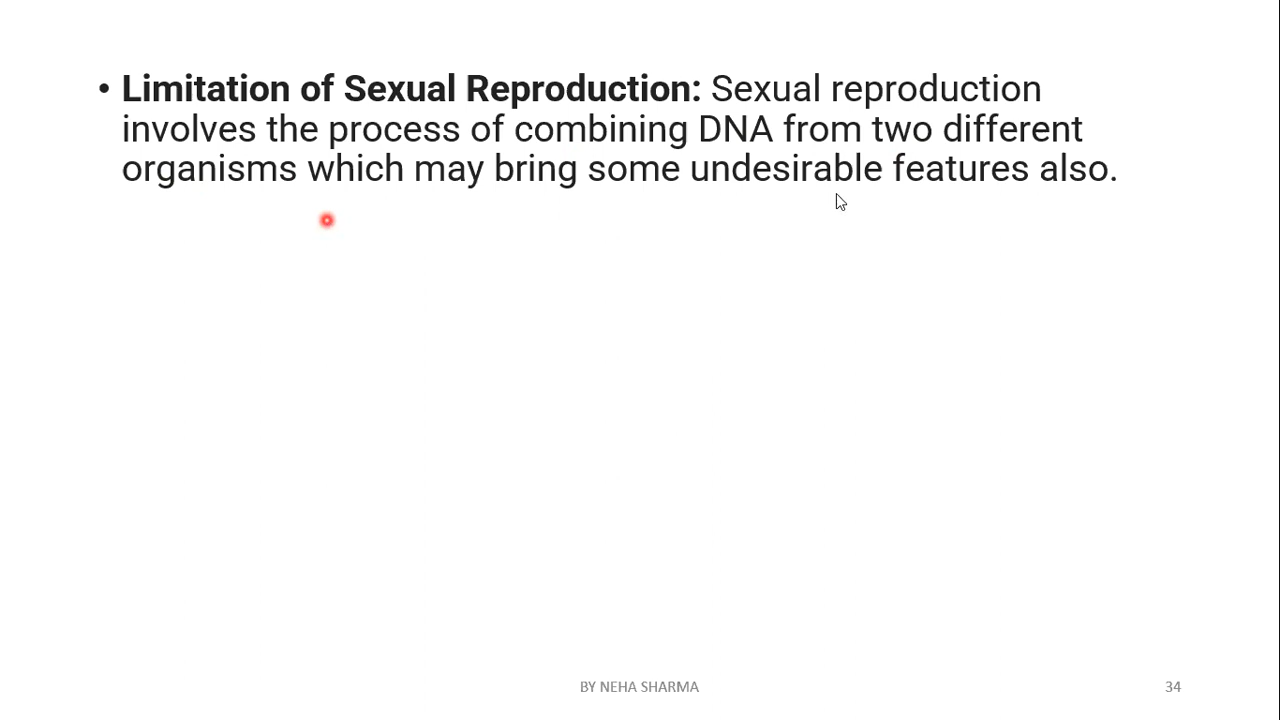 • Limitation of Sexual Reproduction: Sexual reproduction
involves the process of combining DNA from two different
organisms which may bring some undesirable features also.
BY NEHA SHARMA
34